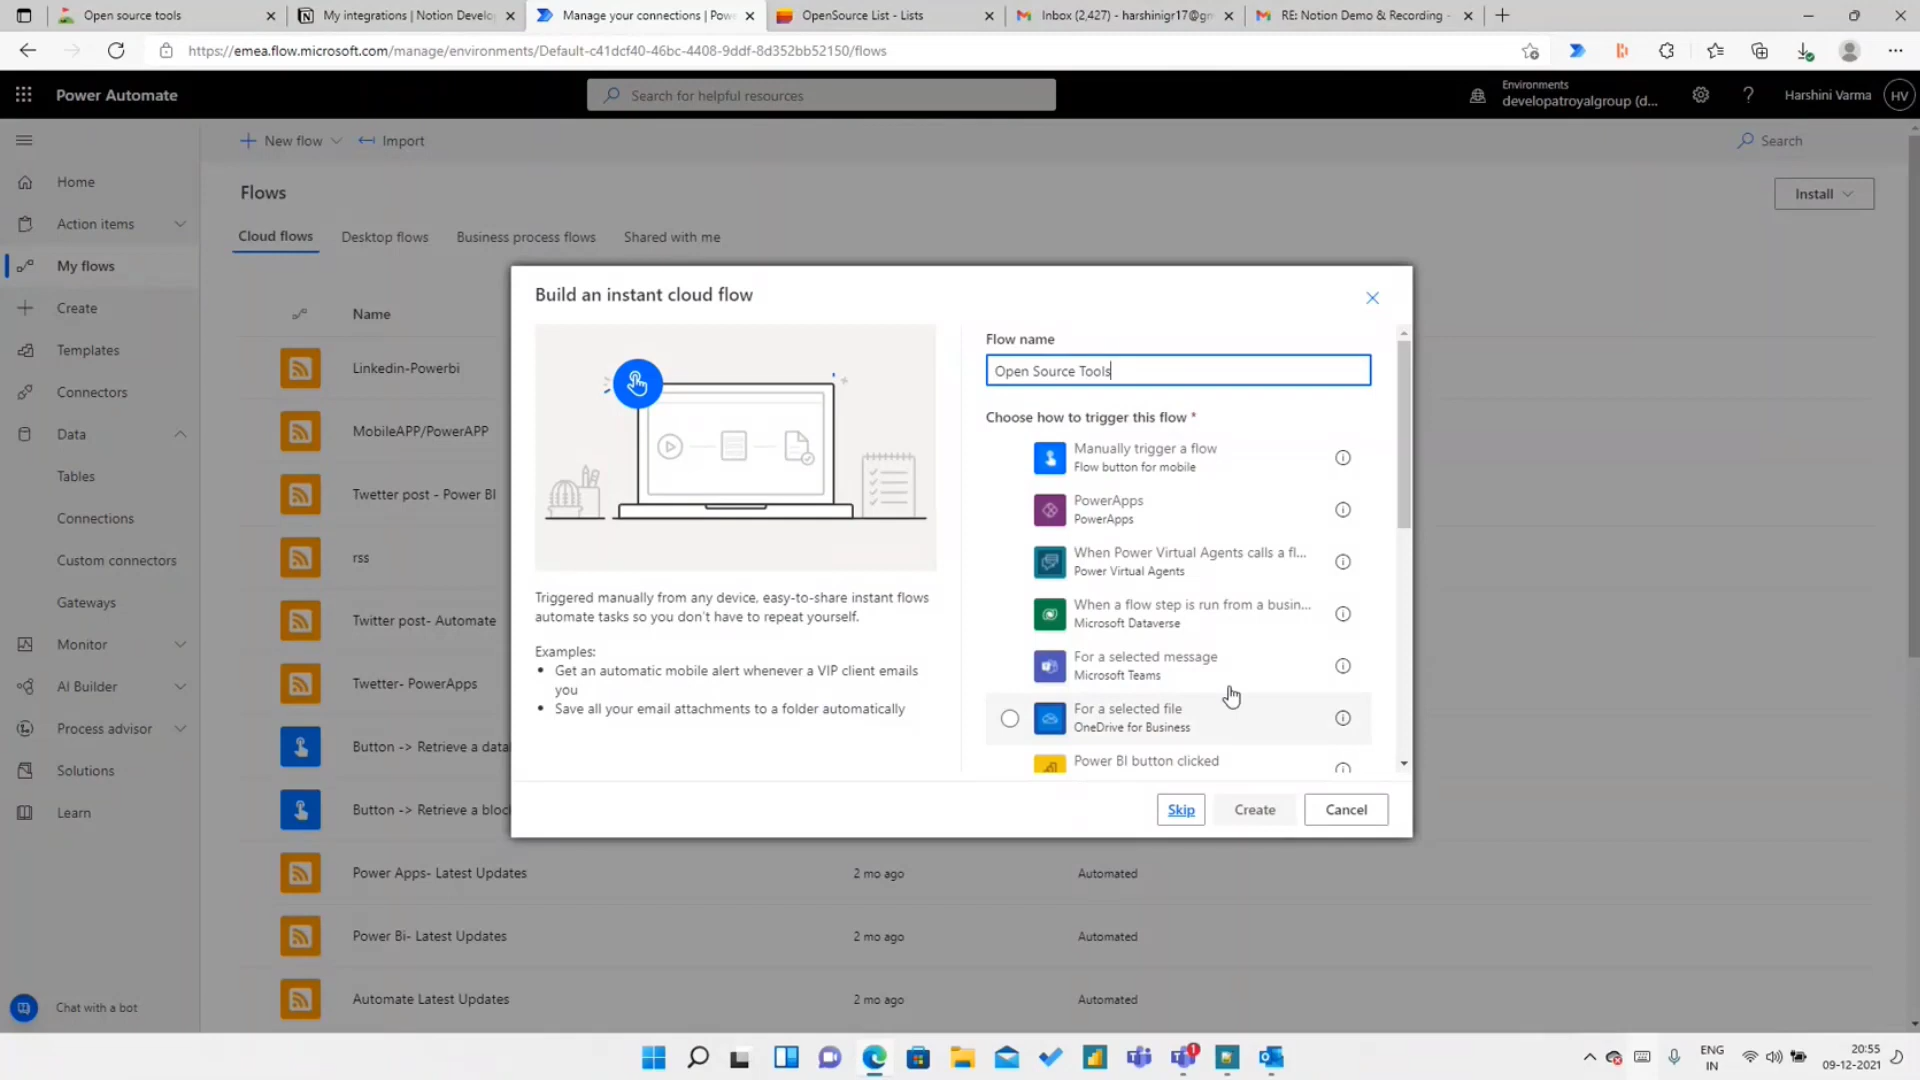 Open source tools
My integrations | Notion Develo
Manage your connections | Pow
OpenSource List - Lists
Inbox (2,427) - harshinigr17@gm
RE: Notion Demo & Recording -
https://emea.flow.microsoft.com/manage/environments/Default-c41dcf40-46bc-4408-9ddf-8d352bb52150/flows
Power Automate
Search for helpful resources
Environments
developatroyalgroup (d...
Harshini Varma
HV
New flow
Import
Search
Home
Action items
My flows
Create
Templates
Connectors
Data
Tables
Connections
Custom connectors
Gateways
Monitor
AI Builder
Process advisor
Solutions
Learn
Chat with a bot
Flows
Install
Cloud flows
Desktop flows
Business process flows
Shared with me
Name
Linkedin-Powerbi
MobileAPP/PowerAPP
Twetter post - Power BI
rss
Twitter post- Automate
Twetter- PowerApps
Button -> Retrieve a data
Button -> Retrieve a bloc
Power Apps- Latest Updates
2 mo ago
Automated
Power Bi- Latest Updates
2 mo ago
Automated
Automate Latest Updates
2 mo ago
Automated
Build an instant cloud flow
Triggered manually from any device, easy-to-share instant flows
automate tasks so you don't have to repeat yourself.
Examples:
• Get an automatic mobile alert whenever a VIP client emails
you
• Save all your email attachments to a folder automatically
Flow name
Open Source Tools
Choose how to trigger this flow *
Manually trigger a flow
Flow button for mobile
PowerApps
PowerApps
When Power Virtual Agents calls a fl...
Power Virtual Agents
When a flow step is run from a busin...
Microsoft Dataverse
For a selected message
Microsoft Teams
For a selected file
OneDrive for Business
Power BI button clicked
Skip
Create
Cancel
1
ENG
IN
20:55
09-12-2021